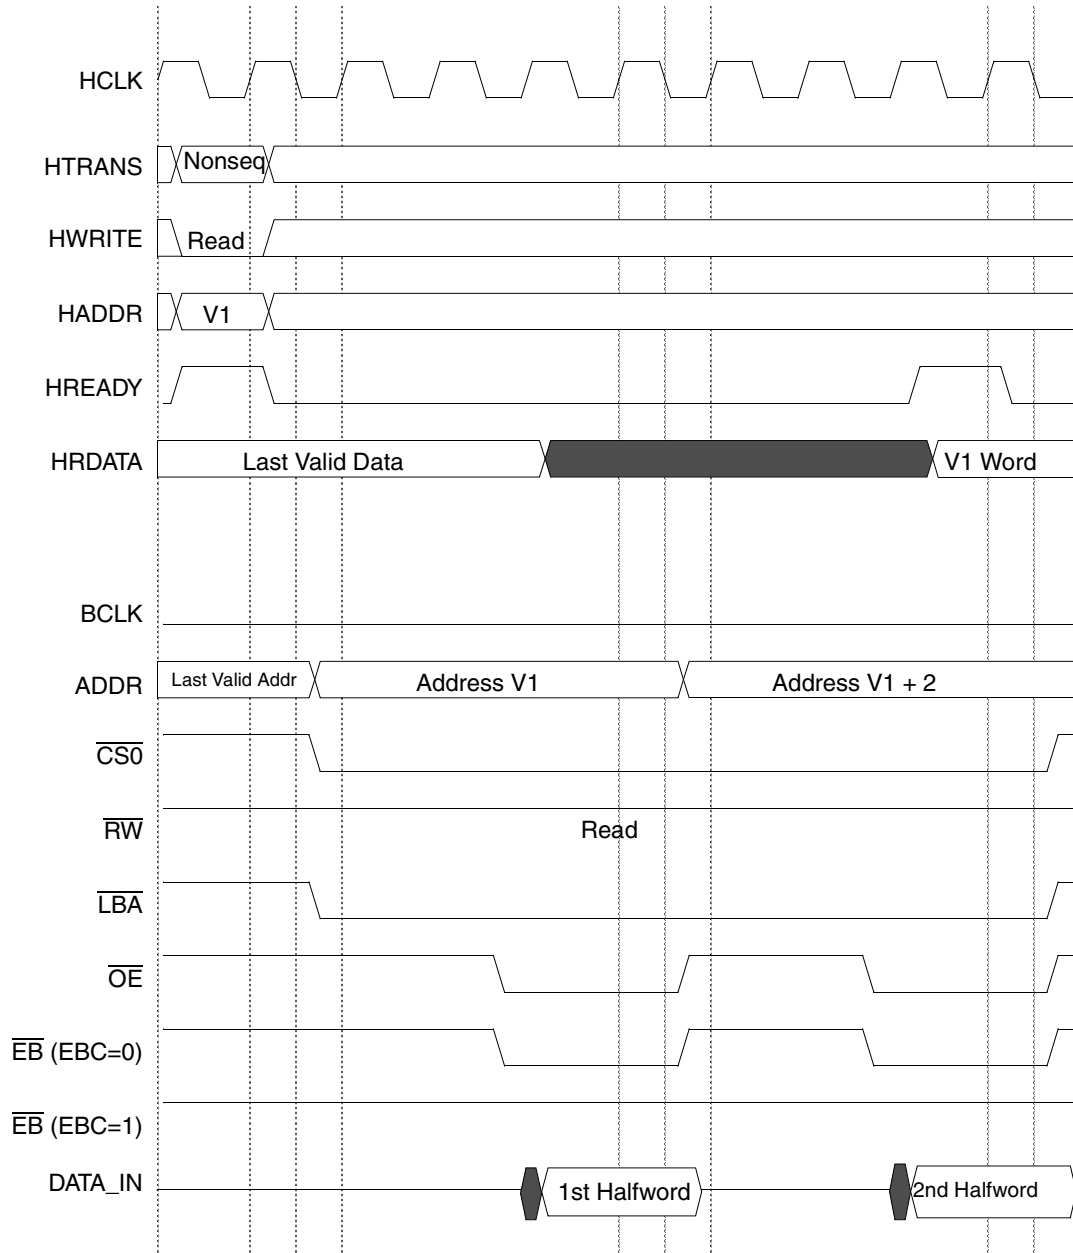 HCLK
HTRANS Nonseq
HWRITE Read
HADDR V1
HREADY
HRDATA Last Valid Data V1 Word
BCLK
ADDR Last Valid Addr Address V1 Address V1 + 2
CS0
RW Read
LBA
OE
EB (EBC=0)
EB (EBC=1)
DATA_IN 1st Halfword 2nd Halfword